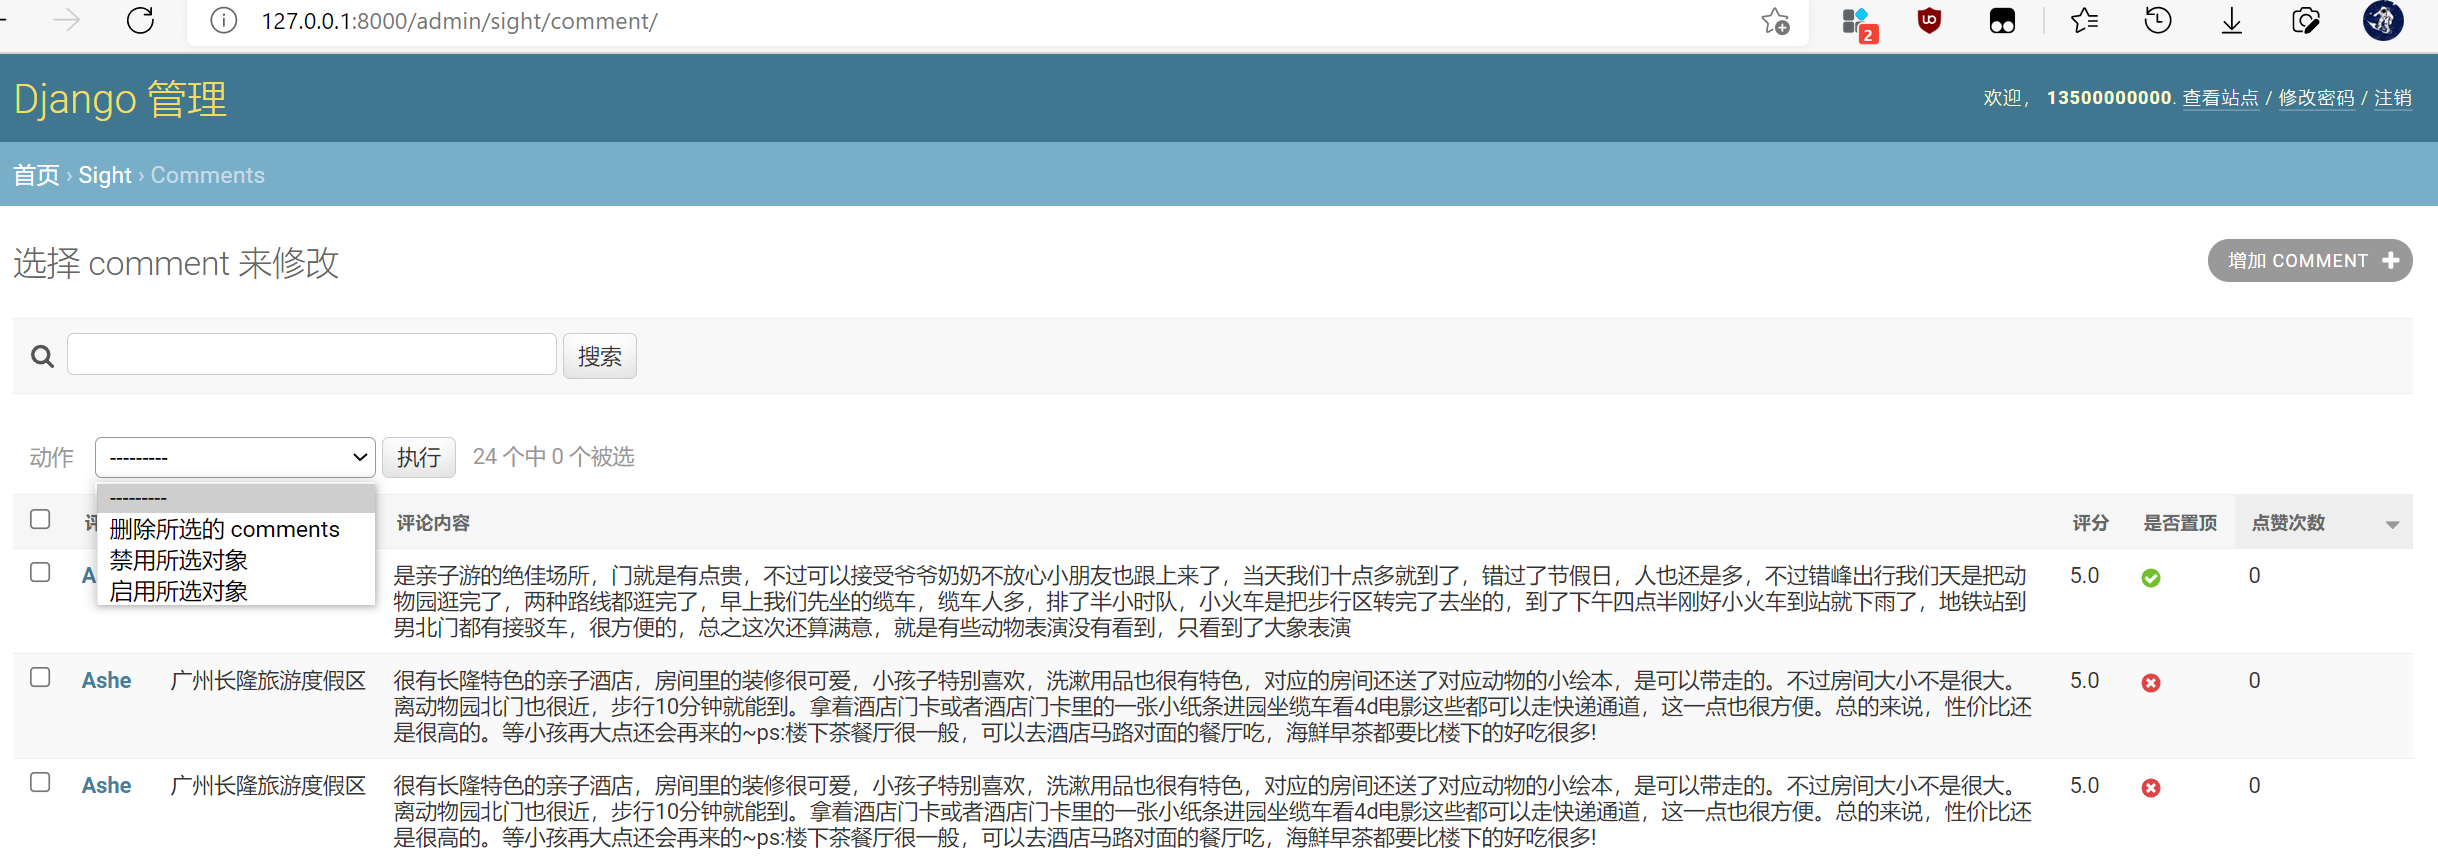 127.0.0.1:8000/admin/sight/comment/
2
Django 管理
欢迎， 13500000000. 查看站点 / 修改密码 / 注销
首页 › Sight › Comments
选择 comment 来修改
增加 COMMENT
搜索
动作 --------- 执行 24 个中 0 个被选
---------
删除所选的 comments
禁用所选对象
启用所选对象
评论内容 评分 是否置顶 点赞次数
是亲子游的绝佳场所，门就是有点贵，不过可以接受爷爷奶奶不放心小朋友也跟上来了，当天我们十点多就到了，错过了节假日，人也还是多，不过错峰出行我们天是把动 5.0 0
物园逛完了，两种路线都逛完了，早上我们先坐的缆车，缆车人多，排了半小时队，小火车是把步行区转完了去坐的，到了下午四点半刚好小火车到站就下雨了，地铁站到
男北门都有接驳车，很方便的，总之这次还算满意，就是有些动物表演没有看到，只看到了大象表演
Ashe 广州长隆旅游度假区 很有长隆特色的亲子酒店，房间里的装修很可爱，小孩子特别喜欢，洗漱用品也很有特色，对应的房间还送了对应动物的小绘本，是可以带走的。不过房间大小不是很大。 5.0 0
离动物园北门也很近，步行10分钟就能到。拿着酒店门卡或者酒店门卡里的一张小纸条进园坐缆车看4d电影这些都可以走快递通道，这一点也很方便。总的来说，性价比还
是很高的。等小孩再大点还会再来的~ps:楼下茶餐厅很一般，可以去酒店马路对面的餐厅吃，海鲜早茶都要比楼下的好吃很多!
Ashe 广州长隆旅游度假区 很有长隆特色的亲子酒店，房间里的装修很可爱，小孩子特别喜欢，洗漱用品也很有特色，对应的房间还送了对应动物的小绘本，是可以带走的。不过房间大小不是很大。 5.0 0
离动物园北门也很近，步行10分钟就能到。拿着酒店门卡或者酒店门卡里的一张小纸条进园坐缆车看4d电影这些都可以走快递通道，这一点也很方便。总的来说，性价比还
是很高的。等小孩再大点还会再来的~ps:楼下茶餐厅很一般，可以去酒店马路对面的餐厅吃，海鲜早茶都要比楼下的好吃很多!